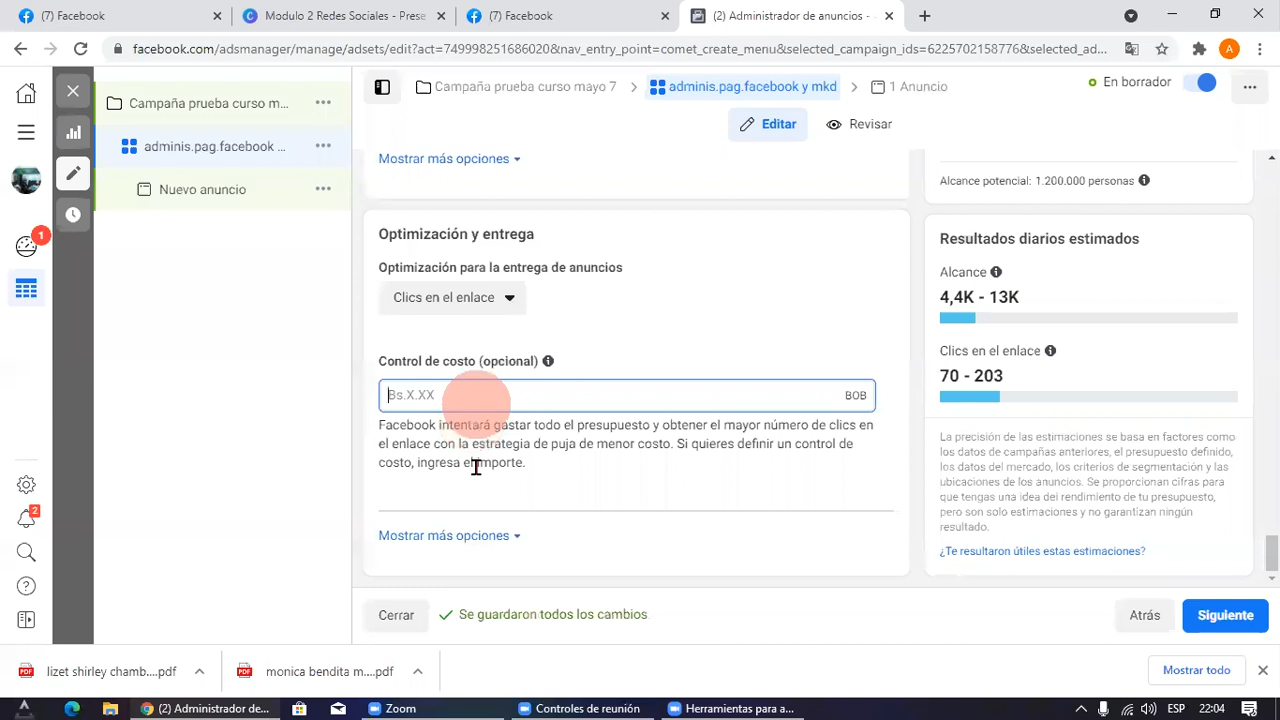 (7) Facebook
Modulo 2 Redes Sociales - Prese
(7) Facebook
(2) Administrador de anuncios -
facebook.com/adsmanager/manage/adsets/edit?act=749998251686020&nav_entry_point=comet_create_menu&selected_campaign_ids=6225702158776&selected_ad...
A
Campaña prueba curso m...
adminis.pag.facebook ...
Nuevo anuncio
1
2
Campaña prueba curso mayo 7
adminis.pag.facebook y mkd
1 Anuncio
En borrador
Editar
Revisar
Mostrar más opciones
Optimización y entrega
Optimización para la entrega de anuncios
Clics en el enlace
Control de costo (opcional)
Bs.X.XX
BOB
Facebook intentará gastar todo el presupuesto y obtener el mayor número de clics en
el enlace con la estrategia de puja de menor costo. Si quieres definir un control de
costo, ingresa el importe.
Mostrar más opciones
Alcance potencial: 1.200.000 personas
Resultados diarios estimados
Alcance
4,4K - 13K
Clics en el enlace
70 - 203
La precisión de las estimaciones se basa en factores como
los datos de campañas anteriores, el presupuesto definido,
los datos del mercado, los criterios de segmentación y las
ubicaciones de los anuncios. Se proporcionan cifras para
que tengas una idea del rendimiento de tu presupuesto,
pero son solo estimaciones y no garantizan ningún
resultado.
¿Te resultaron útiles estas estimaciones?
Cerrar
Se guardaron todos los cambios
Atrás
Siguiente
lizet shirley chamb....pdf
monica bendita m....pdf
Mostrar todo
(2) Administrador de...
Zoom
Controles de reunión
Herramientas para a...
ESP
22:04